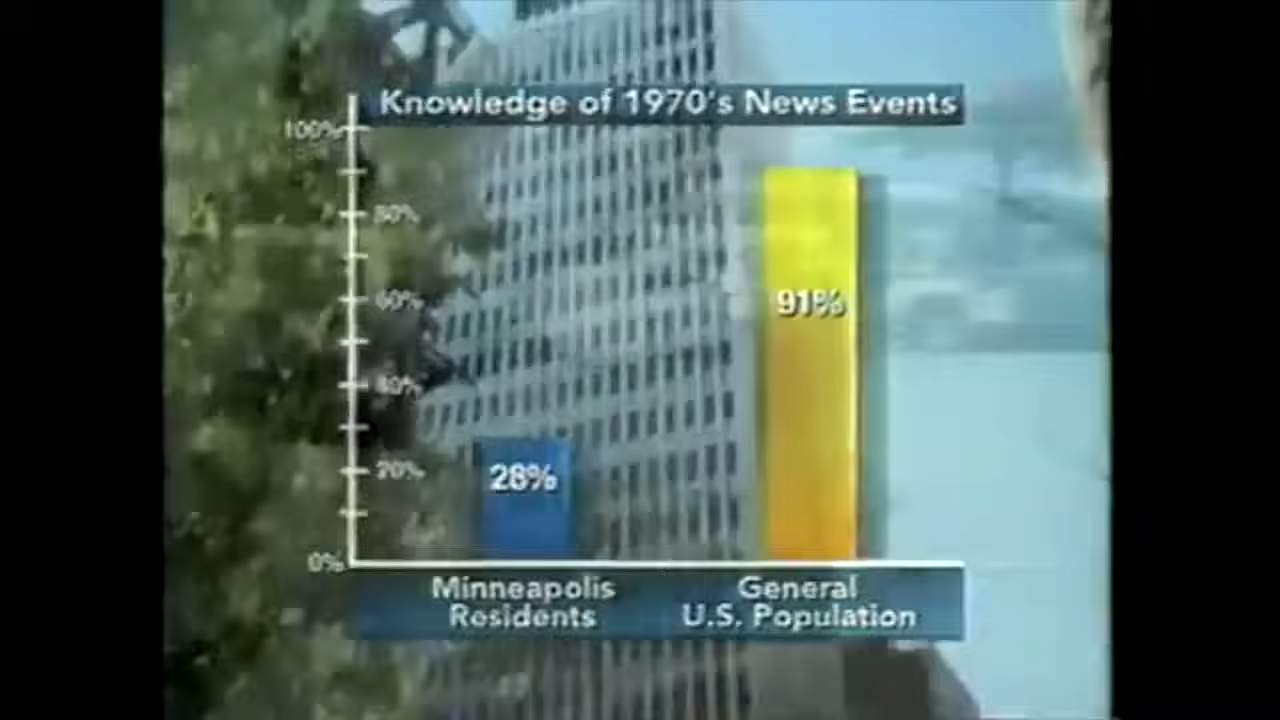 Knowledge of 1970's News Events
100%
80%
60%
40%
20%
0%
28%
91%
Minneapolis
Residents
General
U.S. Population